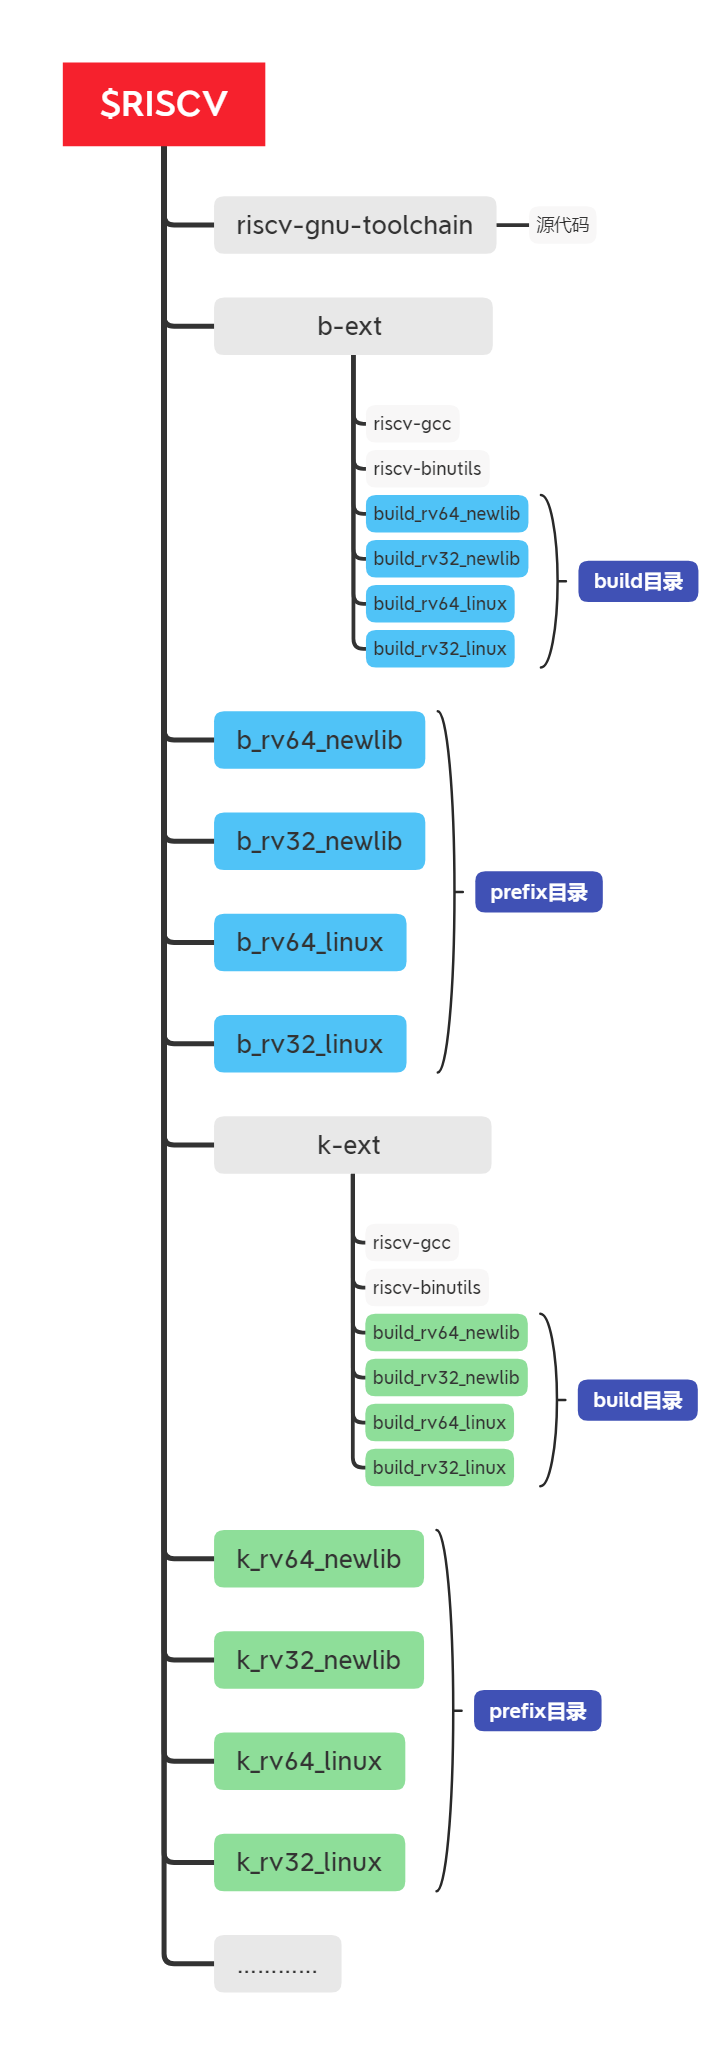 $RISCV
riscv-gnu-toolchain
源代码
b-ext
riscv-gcc
riscv-binutils
build_rv64_newlib
build_rv32_newlib
build_rv64_linux
build_rv32_linux
build目录
b_rv64_newlib
b_rv32_newlib
b_rv64_linux
b_rv32_linux
prefix目录
k-ext
riscv-gcc
riscv-binutils
build_rv64_newlib
build_rv32_newlib
build_rv64_linux
build_rv32_linux
build目录
k_rv64_newlib
k_rv32_newlib
k_rv64_linux
k_rv32_linux
prefix目录
…………